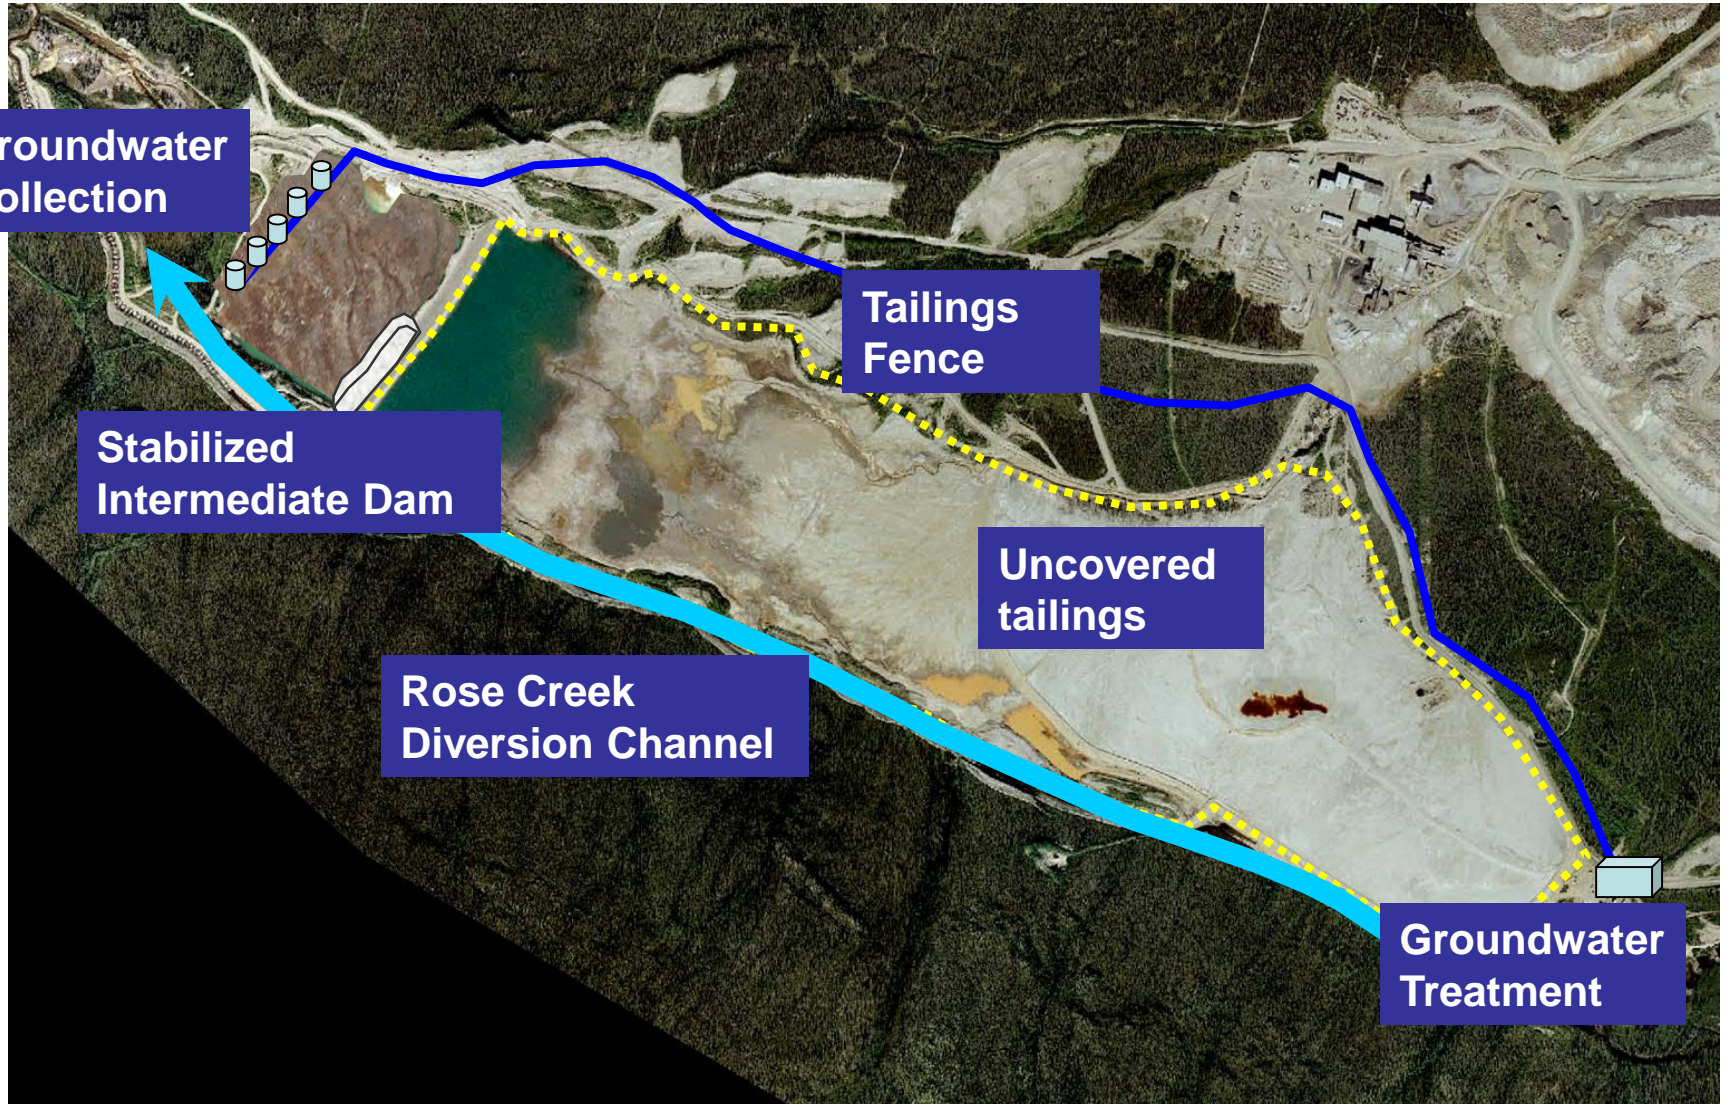 roundwater
ollection
Tailings
Fence
Stabilized
Intermediate Dam
Uncovered
tailings
Rose Creek
Diversion Channel
Groundwater
Treatment